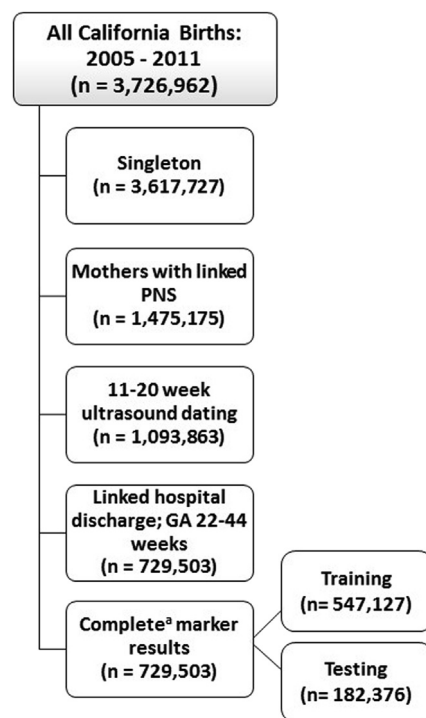 All California Births:
2005 - 2011
(n = 3,726,962)
Singleton
(n = 3,617,727)
Mothers with linked
PNS
(n = 1,475,175)
11-20 week
ultrasound dating
(n = 1,093,863)
Linked hospital
discharge; GA 22-44
weeks
(n = 729,503)
Completeᵃ marker
results
(n = 729,503)
Training
(n= 547,127)
Testing
(n= 182,376)